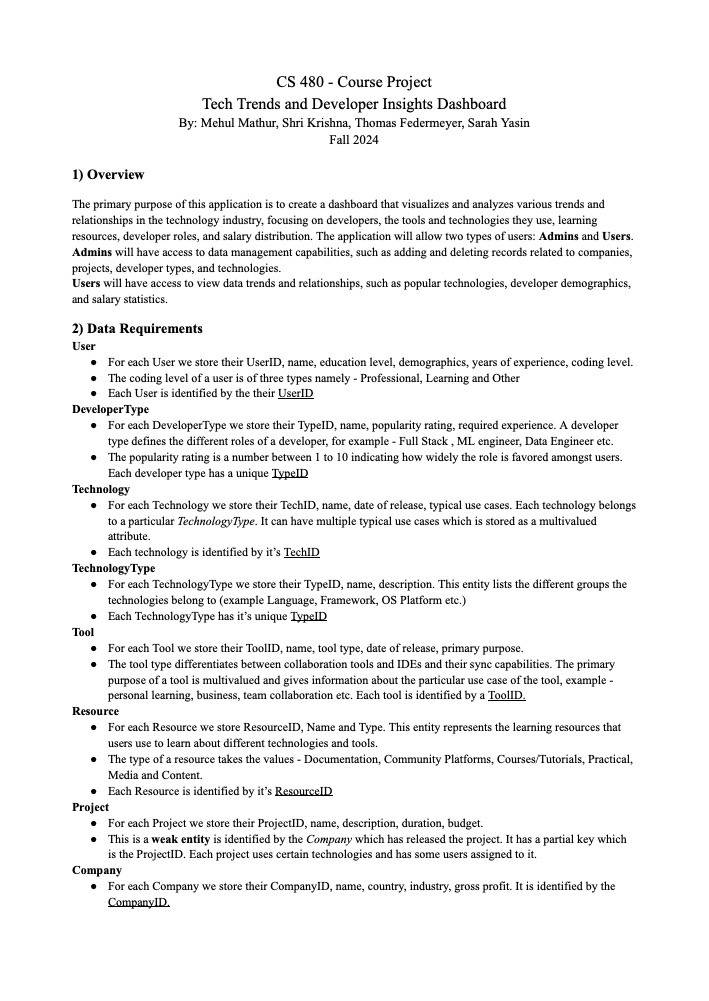 CS 480 - Course Project
Tech Trends and Developer Insights Dashboard
By: Mehul Mathur, Shri Krishna, Thomas Federmeyer, Sarah Yasin
Fall 2024
1) Overview
The primary purpose of this application is to create a dashboard that visualizes and analyzes various trends and
relationships in the technology industry, focusing on developers, the tools and technologies they use, learning
resources, developer roles, and salary distribution. The application will allow two types of users: Admins and Users.
Admins will have access to data management capabilities, such as adding and deleting records related to companies,
projects, developer types, and technologies.
Users will have access to view data trends and relationships, such as popular technologies, developer demographics,
and salary statistics.
2) Data Requirements
User
● For each User we store their UserID, name, education level, demographics, years of experience, coding level.
● The coding level of a user is of three types namely - Professional, Learning and Other
● Each User is identified by the their UserID
DeveloperType
● For each DeveloperType we store their TypeID, name, popularity rating, required experience. A developer
type defines the different roles of a developer, for example - Full Stack , ML engineer, Data Engineer etc.
● The popularity rating is a number between 1 to 10 indicating how widely the role is favored amongst users.
Each developer type has a unique TypeID
Technology
● For each Technology we store their TechID, name, date of release, typical use cases. Each technology belongs
to a particular TechnologyType. It can have multiple typical use cases which is stored as a multivalued
attribute.
● Each technology is identified by it's TechID
TechnologyType
● For each TechnologyType we store their TypeID, name, description. This entity lists the different groups the
technologies belong to (example Language, Framework, OS Platform etc.)
● Each TechnologyType has it's unique TypeID
Tool
● For each Tool we store their ToolID, name, tool type, date of release, primary purpose.
● The tool type differentiates between collaboration tools and IDEs and their sync capabilities. The primary
purpose of a tool is multivalued and gives information about the particular use case of the tool, example -
personal learning, business, team collaboration etc. Each tool is identified by a ToolID.
Resource
● For each Resource we store ResourceID, Name and Type. This entity represents the learning resources that
users use to learn about different technologies and tools.
● The type of a resource takes the values - Documentation, Community Platforms, Courses/Tutorials, Practical,
Media and Content.
● Each Resource is identified by it's ResourceID
Project
● For each Project we store their ProjectID, name, description, duration, budget.
● This is a weak entity is identified by the Company which has released the project. It has a partial key which
is the ProjectID. Each project uses certain technologies and has some users assigned to it.
Company
● For each Company we store their CompanyID, name, country, industry, gross profit. It is identified by the
CompanyID.